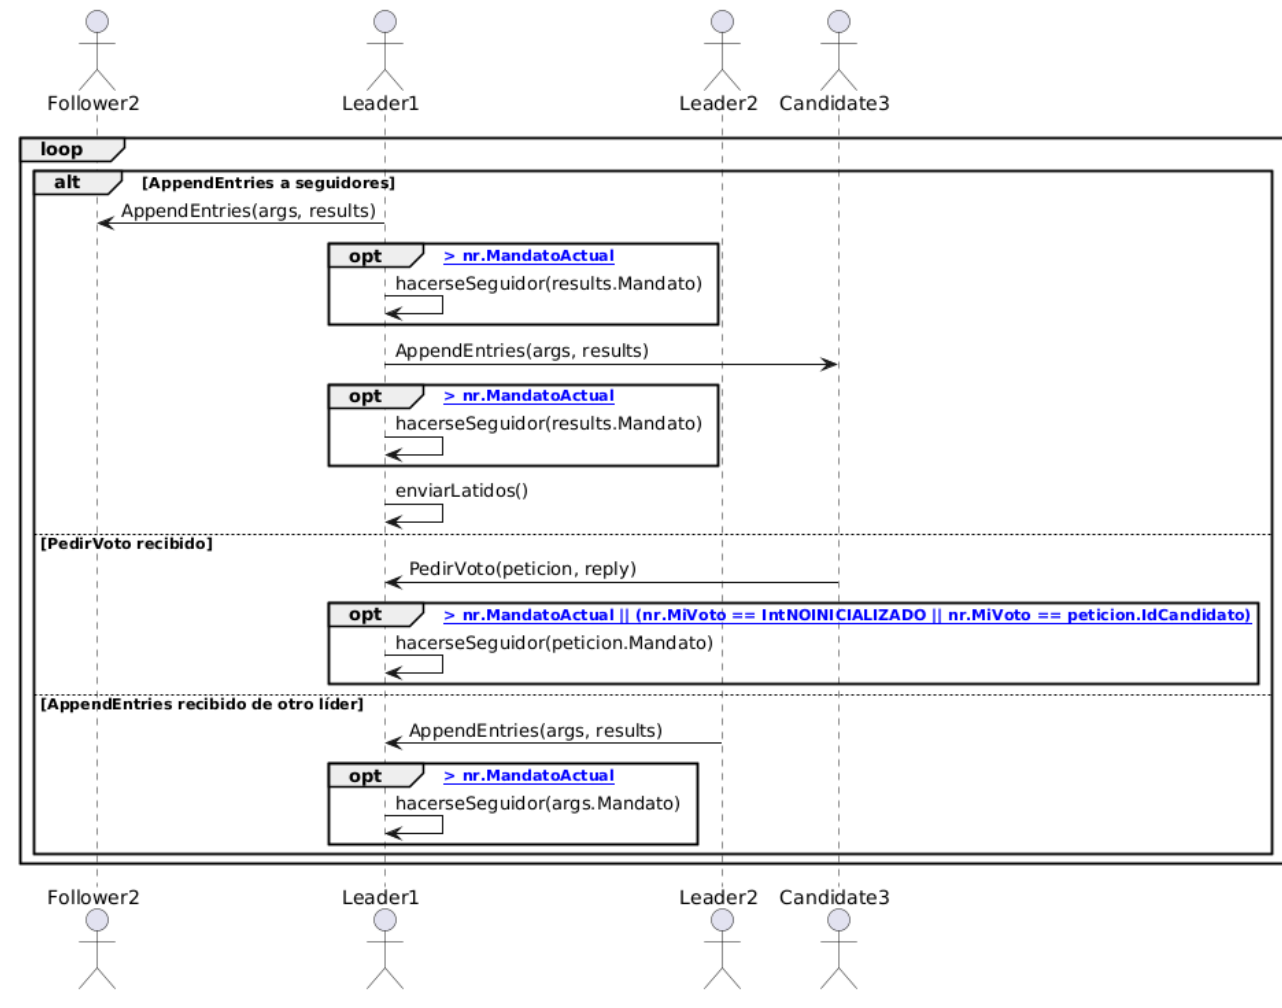 Follower2 Leader1 Leader2 Candidate3
loop
alt [AppendEntries a seguidores]
AppendEntries(args, results)
opt > nr.MandatoActual
hacerseSeguidor(results.Mandato)
AppendEntries(args, results)
opt > nr.MandatoActual
hacerseSeguidor(results.Mandato)
enviarLatidos()
[PedirVoto recibido]
PedirVoto(peticion, reply)
opt > nr.MandatoActual || (nr.MiVoto == IntNOINICIALIZADO || nr.MiVoto == peticion.IdCandidato)
hacerseSeguidor(peticion.Mandato)
[AppendEntries recibido de otro líder]
AppendEntries(args, results)
opt > nr.MandatoActual
hacerseSeguidor(args.Mandato)
Follower2 Leader1 Leader2 Candidate3